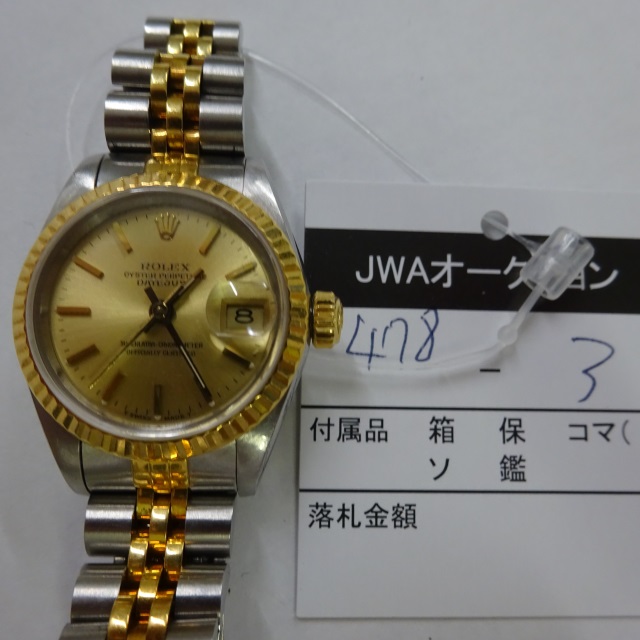 ROLEX
OYSTER PERPETUAL
DATEJUST
8
SUPERLATIVE CHRONOMETER
OFFICIALLY CERTIFIED
JWAオークション
478 - 3
付属品 箱 保 コマ(
ソ 鑑
落札金額